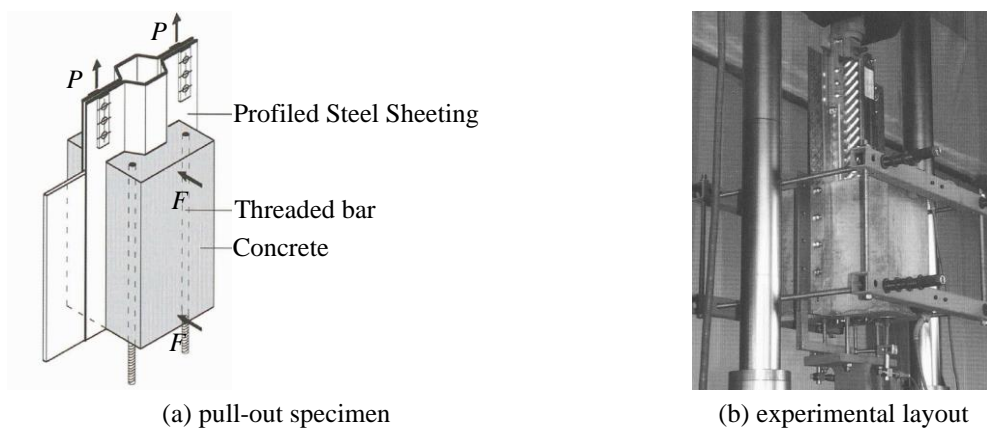 P
P
Profiled Steel Sheeting
F
Threaded bar
Concrete
F
(a) pull-out specimen
(b) experimental layout